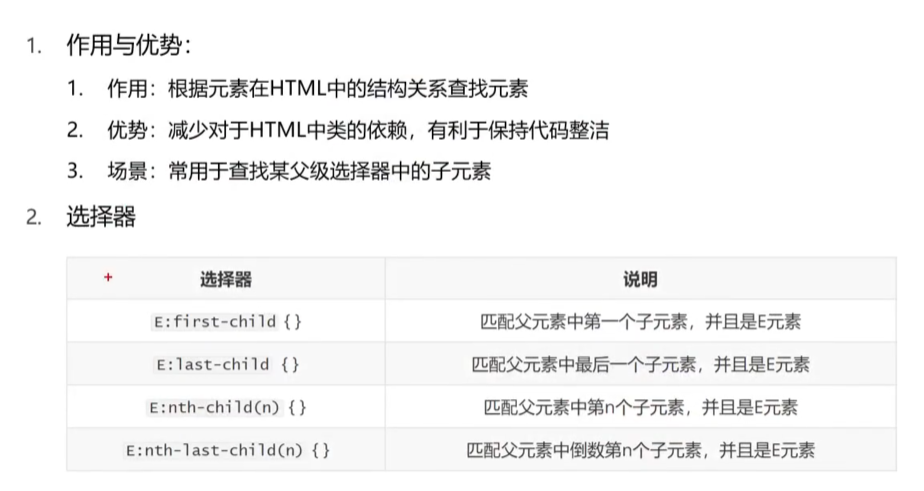 1. 作用与优势：
1. 作用：根据元素在HTML中的结构关系查找元素
2. 优势：减少对于HTML中类的依赖，有利于保持代码整洁
3. 场景：常用于查找某父级选择器中的子元素
2. 选择器
+ 选择器 说明
E:first-child {} 匹配父元素中第一个子元素，并且是E元素
E:last-child {} 匹配父元素中最后一个子元素，并且是E元素
E:nth-child(n) {} 匹配父元素中第n个子元素，并且是E元素
E:nth-last-child(n) {} 匹配父元素中倒数第n个子元素，并且是E元素